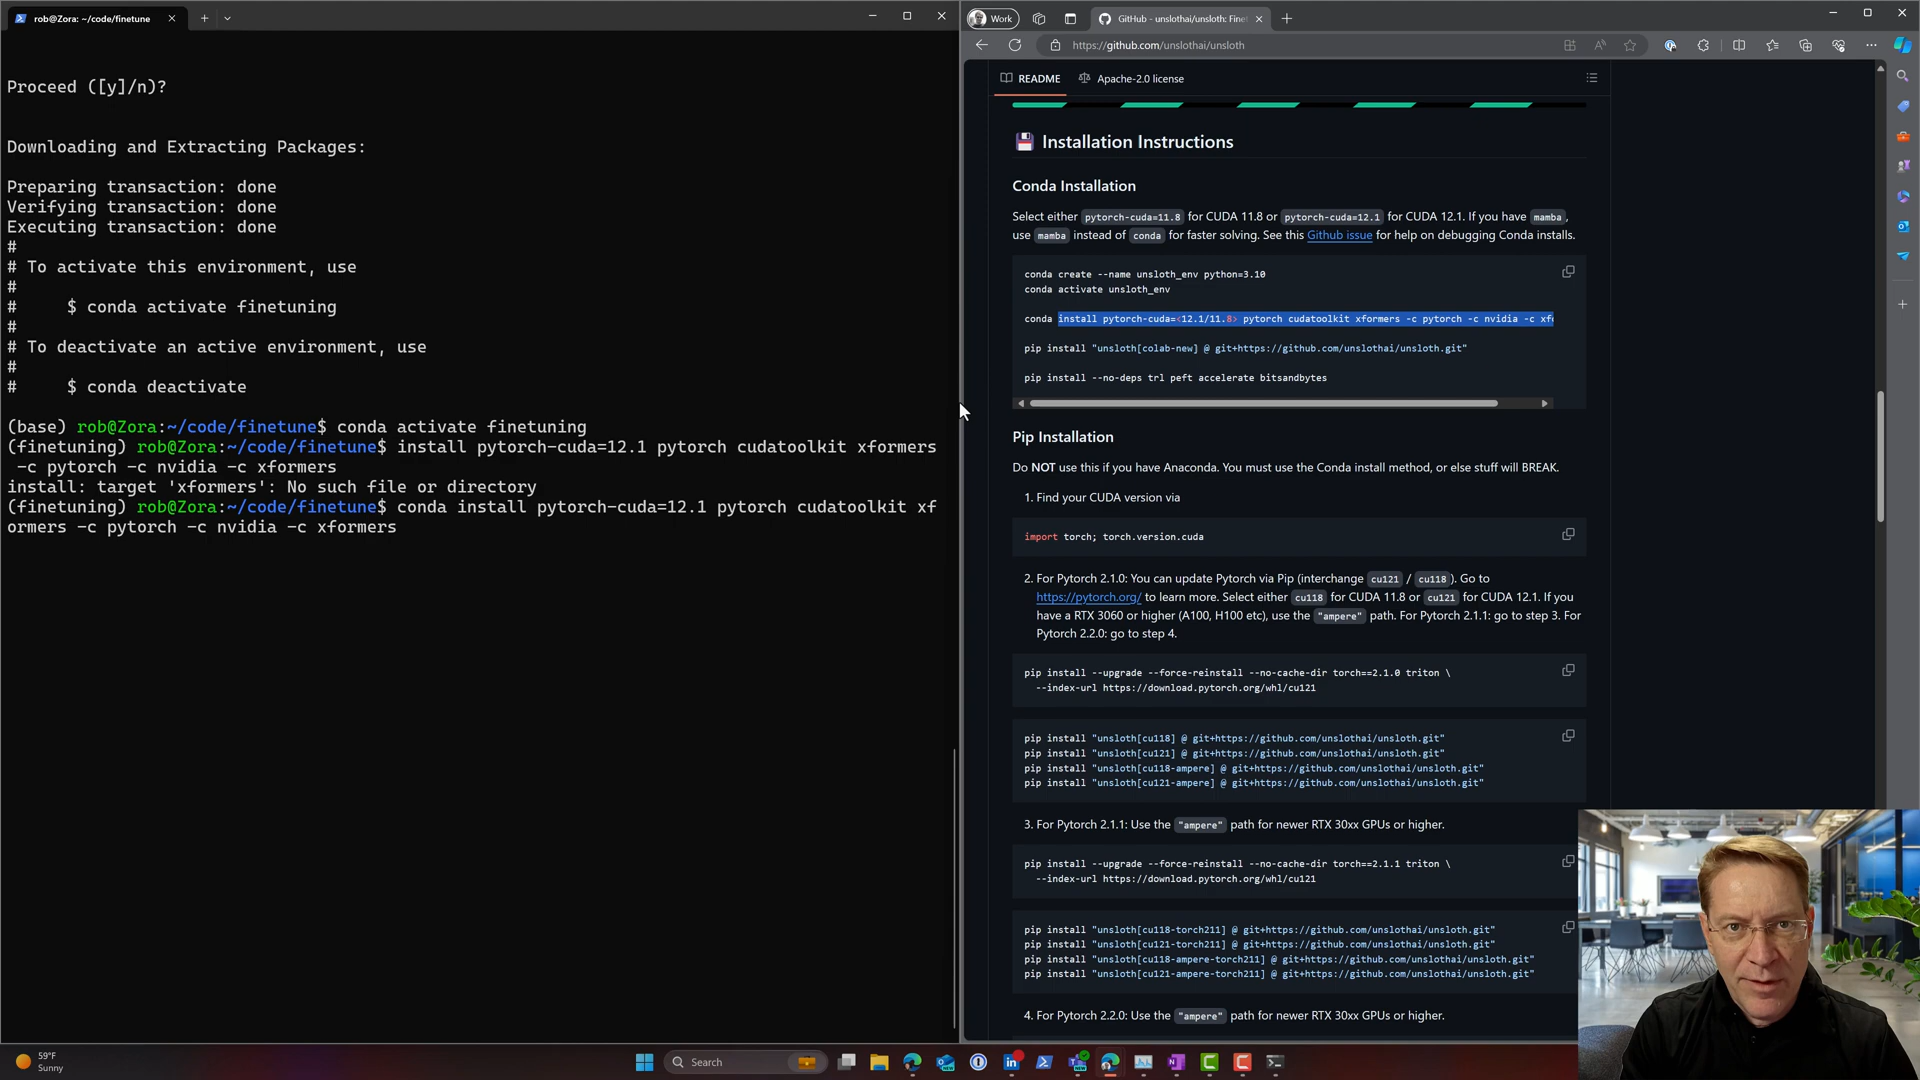 rob@Zora: ~/code/finetune
Proceed ([y]/n)?
Downloading and Extracting Packages:
Preparing transaction: done
Verifying transaction: done
Executing transaction: done
#
# To activate this environment, use
#
#     $ conda activate finetuning
#
# To deactivate an active environment, use
#
#     $ conda deactivate
(base) rob@Zora:~/code/finetune$ conda activate finetuning
(finetuning) rob@Zora:~/code/finetune$ install pytorch-cuda=12.1 pytorch cudatoolkit xformers
 -c pytorch -c nvidia -c xformers
install: target 'xformers': No such file or directory
(finetuning) rob@Zora:~/code/finetune$ conda install pytorch-cuda=12.1 pytorch cudatoolkit xf
ormers -c pytorch -c nvidia -c xformers
Work
GitHub - unslothai/unsloth: Fine
https://github.com/unslothai/unsloth
README
Apache-2.0 license
Installation Instructions
Conda Installation
Select either pytorch-cuda=11.8 for CUDA 11.8 or pytorch-cuda=12.1 for CUDA 12.1. If you have mamba,
use mamba instead of conda for faster solving. See this Github issue for help on debugging Conda installs.
conda create --name unsloth_env python=3.10
conda activate unsloth_env
conda install pytorch-cuda=<12.1/11.8> pytorch cudatoolkit xformers -c pytorch -c nvidia -c xf
pip install "unsloth[colab-new] @ git+https://github.com/unslothai/unsloth.git"
pip install --no-deps trl peft accelerate bitsandbytes
Pip Installation
Do NOT use this if you have Anaconda. You must use the Conda install method, or else stuff will BREAK.
1. Find your CUDA version via
import torch; torch.version.cuda
2. For Pytorch 2.1.0: You can update Pytorch via Pip (interchange cu121 / cu118). Go to
https://pytorch.org/ to learn more. Select either cu118 for CUDA 11.8 or cu121 for CUDA 12.1. If you
have a RTX 3060 or higher (A100, H100 etc), use the "ampere" path. For Pytorch 2.1.1: go to step 3. For
Pytorch 2.2.0: go to step 4.
pip install --upgrade --force-reinstall --no-cache-dir torch==2.1.0 triton \
  --index-url https://download.pytorch.org/whl/cu121
pip install "unsloth[cu118] @ git+https://github.com/unslothai/unsloth.git"
pip install "unsloth[cu121] @ git+https://github.com/unslothai/unsloth.git"
pip install "unsloth[cu118-ampere] @ git+https://github.com/unslothai/unsloth.git"
pip install "unsloth[cu121-ampere] @ git+https://github.com/unslothai/unsloth.git"
3. For Pytorch 2.1.1: Use the "ampere" path for newer RTX 30xx GPUs or higher.
pip install --upgrade --force-reinstall --no-cache-dir torch==2.1.1 triton \
  --index-url https://download.pytorch.org/whl/cu121
pip install "unsloth[cu118-torch211] @ git+https://github.com/unslothai/unsloth.git"
pip install "unsloth[cu121-torch211] @ git+https://github.com/unslothai/unsloth.git"
pip install "unsloth[cu118-ampere-torch211] @ git+https://github.com/unslothai/unsloth.git"
pip install "unsloth[cu121-ampere-torch211] @ git+https://github.com/unslothai/unsloth.git"
4. For Pytorch 2.2.0: Use the "ampere" path for newer RTX 30xx GPUs or higher.
59°F
Sunny
Search